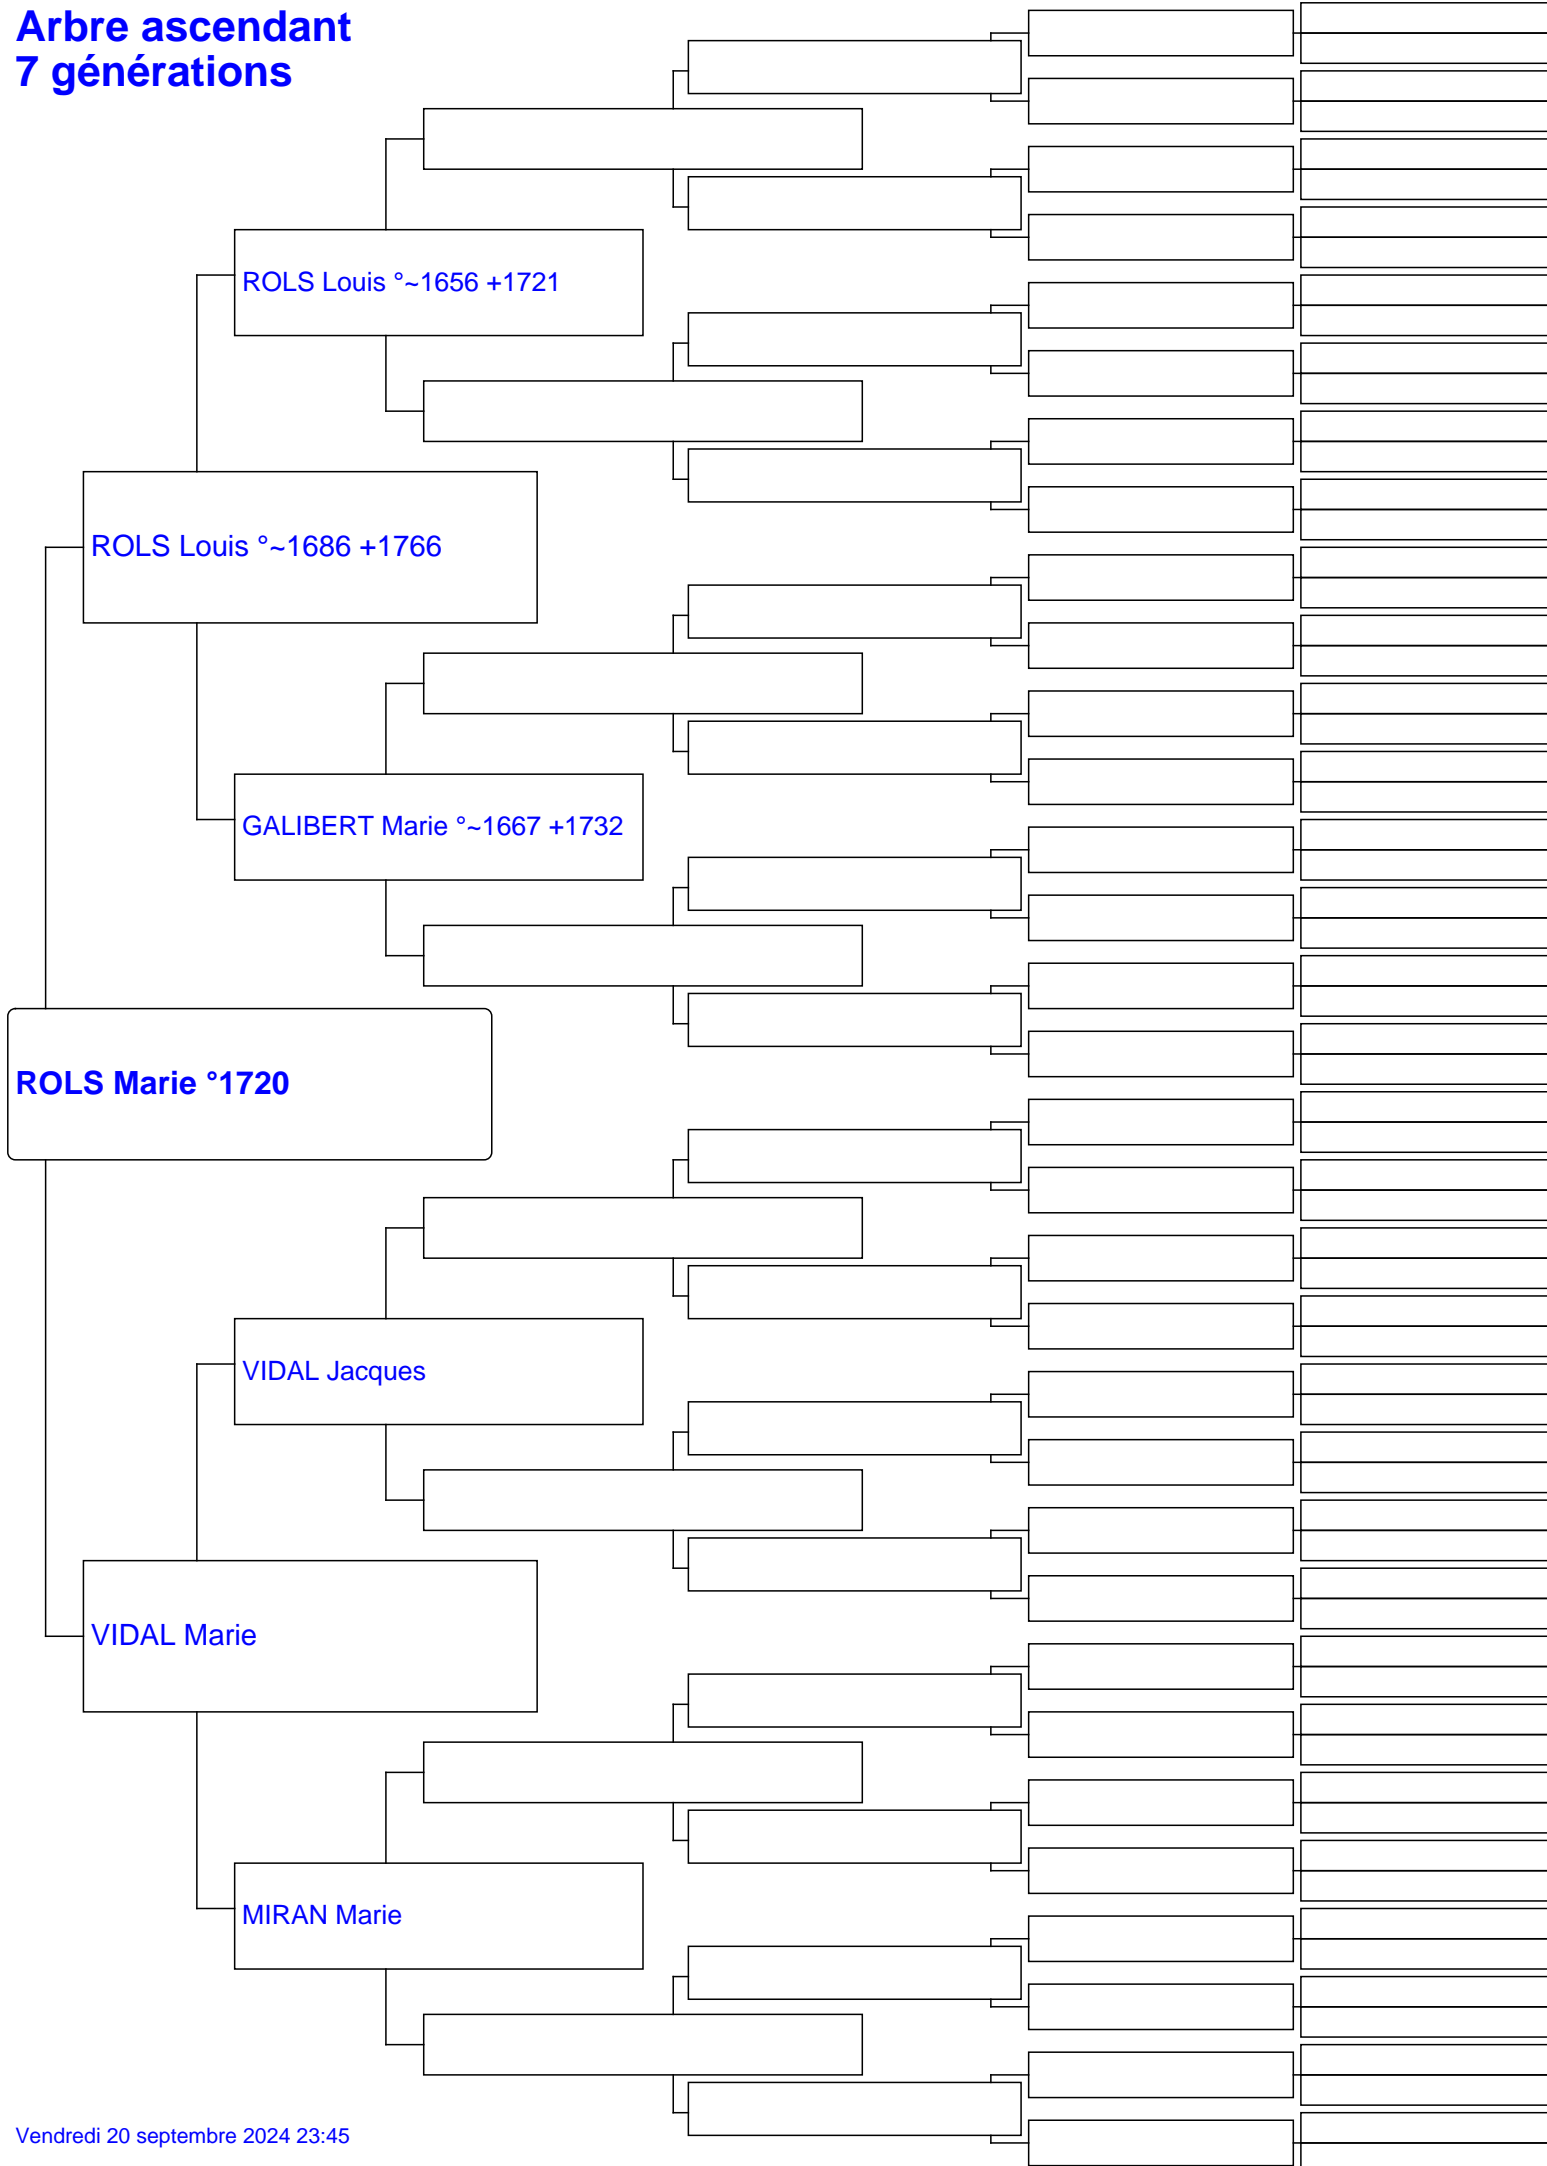 Arbre ascendant
7 générations
ROLS Louis °~1656 +1721
ROLS Louis °~1686 +1766
GALIBERT Marie °~1667 +1732
ROLS Marie °1720
VIDAL Jacques
VIDAL Marie
MIRAN Marie
Vendredi 20 septembre 2024 23:45